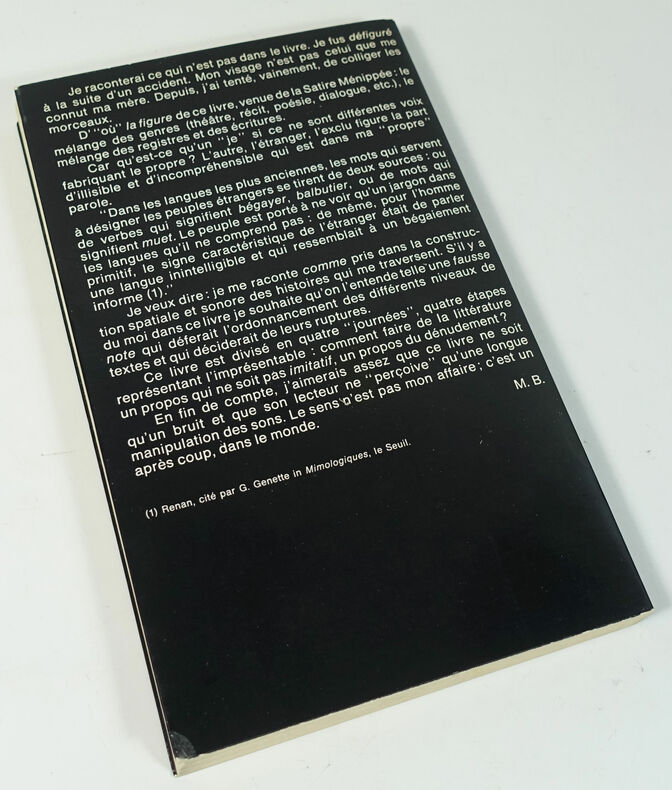 Je raconterai ce qui n'est pas dans le livre. Je fus défiguré
à la suite d'un accident. Mon visage n'est pas celui que me
connut ma mère. Depuis, j'ai tenté, vainement, de colliger les
morceaux.
D'"où" la figure de ce livre, venue de la Satire Ménippée : le
mélange des genres (théâtre, récit, poésie, dialogue, etc.), le
mélange des registres et des écritures.
Car qu'est-ce qu'un "je" si ce ne sont différentes voix
fabriquant le propre ? L'autre, l'étranger, l'exclu figure la part
d'illisible et d'incompréhensible qui est dans ma "propre"
parole.
"Dans les langues les plus anciennes, les mots qui servent
à désigner les peuples étrangers se tirent de deux sources : ou
de verbes qui signifient bégayer, balbutier, ou de mots qui
signifient muet. Le peuple est porté à ne voir qu'un jargon dans
les langues qu'il ne comprend pas : de même, pour l'homme
primitif, le signe caractéristique de l'étranger était de parler
une langue inintelligible et qui ressemblait à un bégaiement
informe (1)."
Je veux dire : je me raconte comme pris dans la construc-
tion spatiale et sonore des histoires qui me traversent. S'il y a
du moi dans ce livre je souhaite qu'on l'entende telle une fausse
note qui déferait l'ordonnancement des différents niveaux de
textes et qui déciderait de leurs ruptures.
Ce livre est divisé en quatre "journées", quatre étapes
représentant l'imprésentable : comment faire de la littérature
un propos qui ne soit pas imitatif, un propos du dénudement ?
En fin de compte, j'aimerais assez que ce livre ne soit
qu'un bruit et que son lecteur ne "perçoive" qu'une longue
manipulation des sons. Le sens n'est pas mon affaire ; c'est un
après coup, dans le monde.
M. B.
(1) Renan, cité par G. Genette in Mimologiques, le Seuil.